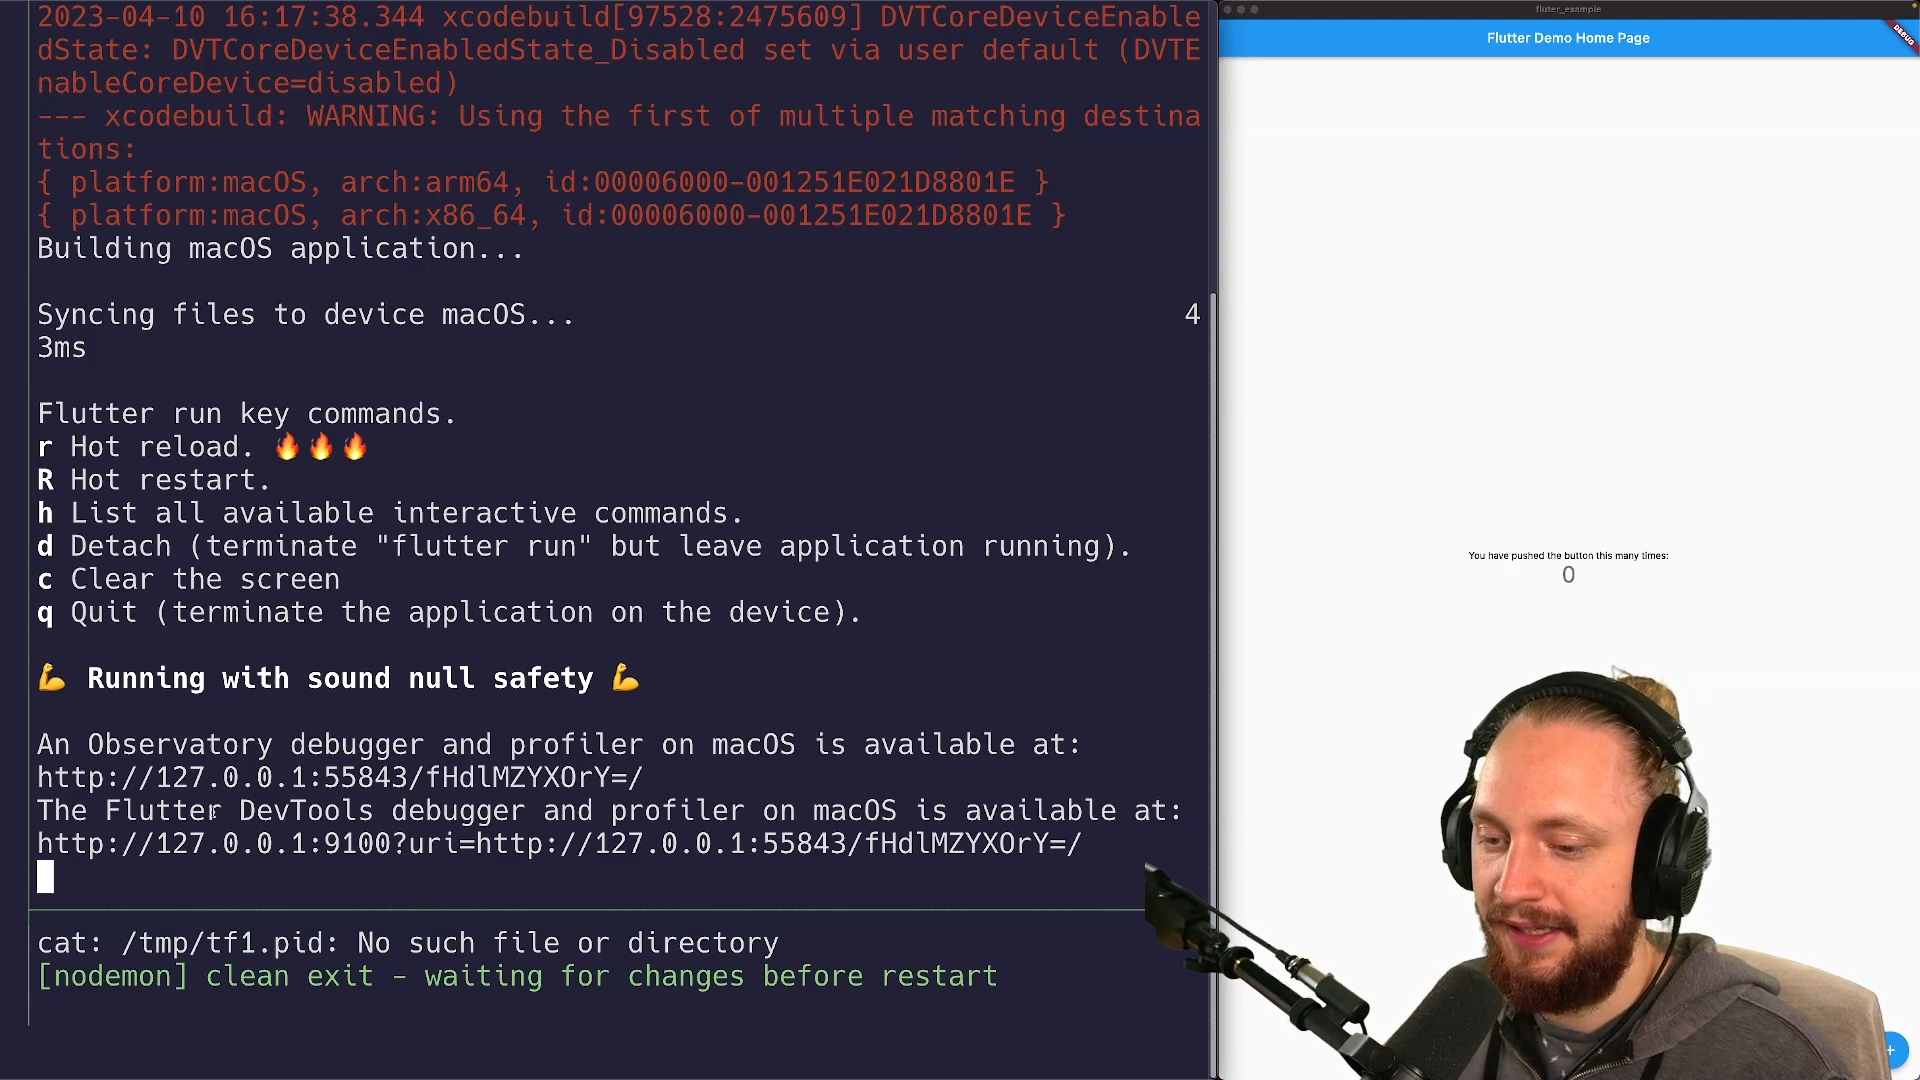 2023-04-10 16:17:38.344 xcodebuild[97528:2475609] DVTCoreDeviceEnable
dState: DVTCoreDeviceEnabledState_Disabled set via user default (DVTE
nableCoreDevice=disabled)
--- xcodebuild: WARNING: Using the first of multiple matching destina
tions:
{ platform:macOS, arch:arm64, id:00006000-001251E021D8801E }
{ platform:macOS, arch:x86_64, id:00006000-001251E021D8801E }
Building macOS application...
Syncing files to device macOS... 4
3ms
Flutter run key commands.
r Hot reload. 🔥🔥🔥
R Hot restart.
h List all available interactive commands.
d Detach (terminate "flutter run" but leave application running).
c Clear the screen
q Quit (terminate the application on the device).
💪 Running with sound null safety 💪
An Observatory debugger and profiler on macOS is available at:
http://127.0.0.1:55843/fHdlMZYXOrY=/
The Flutter DevTools debugger and profiler on macOS is available at:
http://127.0.0.1:9100?uri=http://127.0.0.1:55843/fHdlMZYXOrY=/
cat: /tmp/tf1.pid: No such file or directory
[nodemon] clean exit - waiting for changes before restart
fluter_example
Flutter Demo Home Page
DEBUG
You have pushed the button this many times:
0
+